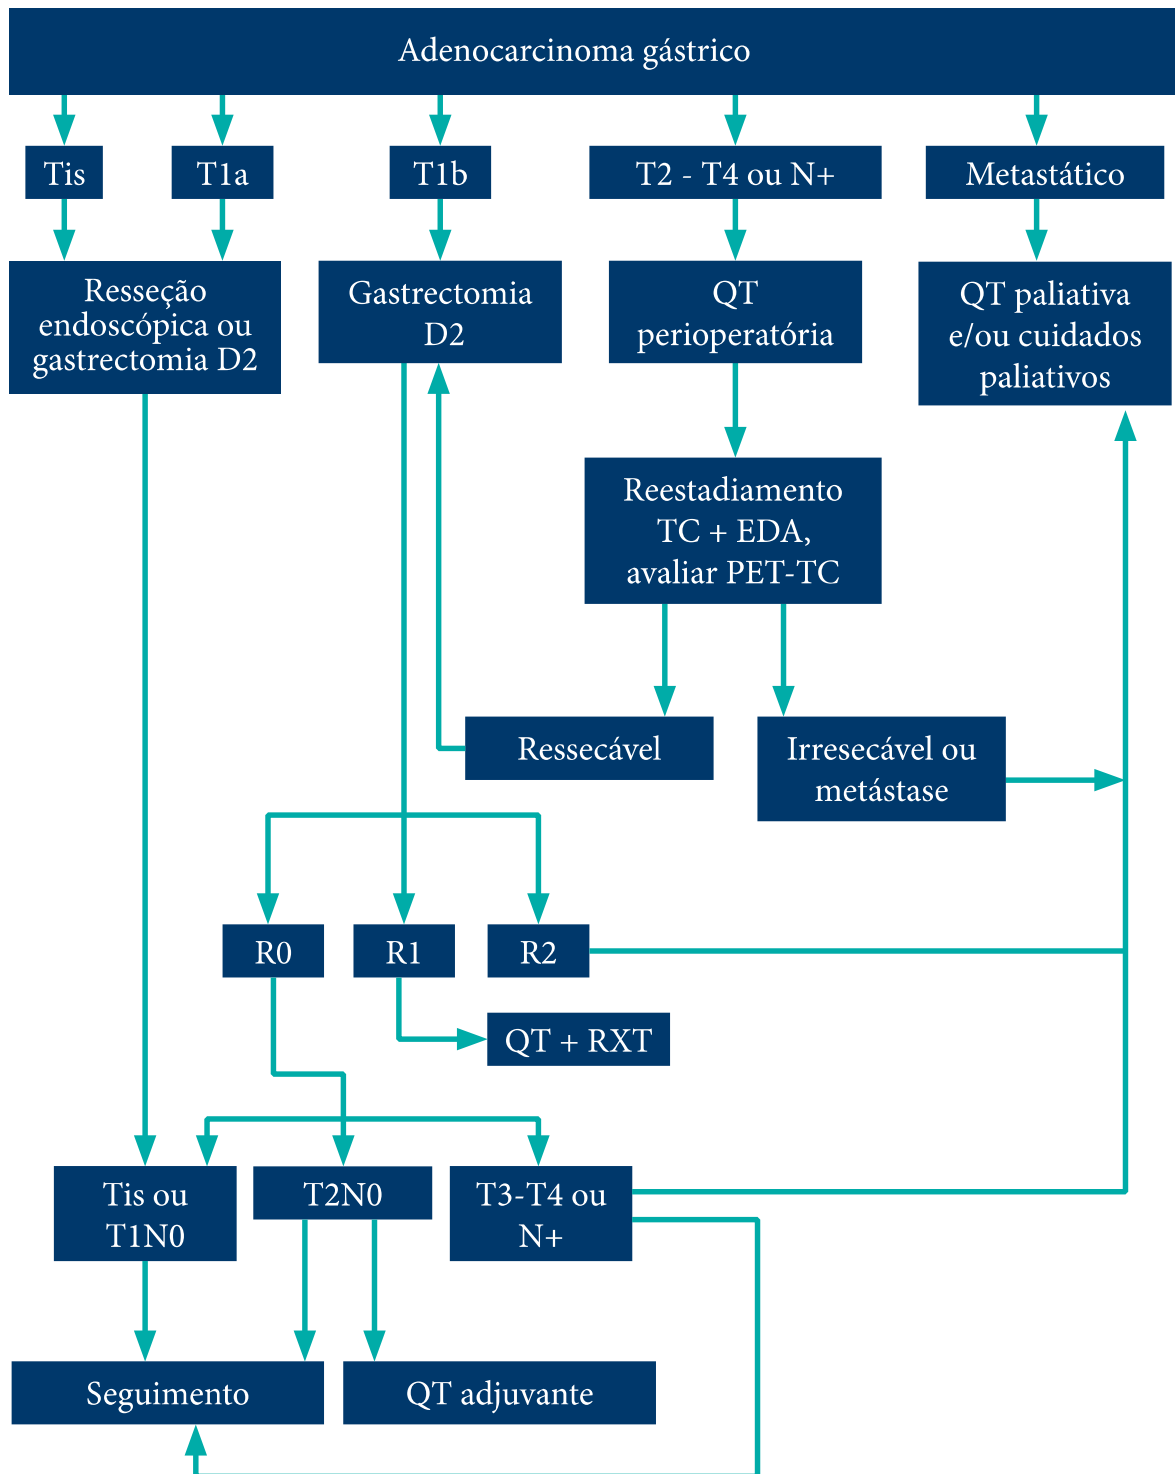 Adenocarcinoma gástrico
Tis
T1a
T1b
T2 - T4 ou N+
Metastático
Resseção
endoscópica ou
gastrectomia D2
Gastrectomia
D2
QT
perioperatória
QT paliativa
e/ou cuidados
paliativos
Reestadiamento
TC + EDA,
avaliar PET-TC
Ressecável
Irresecável ou
metástase
R0
R1
R2
QT + RXT
Tis ou
T1N0
T2N0
T3-T4 ou
N+
Seguimento
QT adjuvante